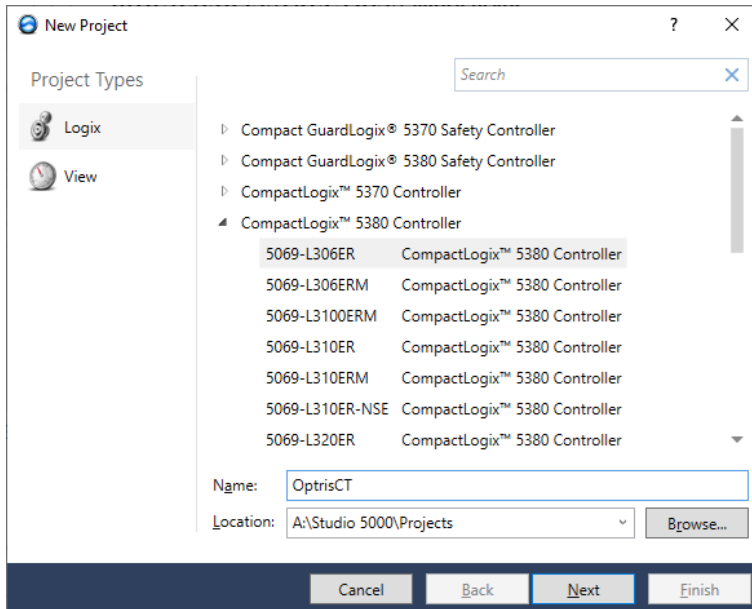 New Project ? ×
Project Types
Search
Logix
View
Compact GuardLogix® 5370 Safety Controller
Compact GuardLogix® 5380 Safety Controller
CompactLogix™ 5370 Controller
CompactLogix™ 5380 Controller
5069-L306ER CompactLogix™ 5380 Controller
5069-L306ERM CompactLogix™ 5380 Controller
5069-L3100ERM CompactLogix™ 5380 Controller
5069-L310ER CompactLogix™ 5380 Controller
5069-L310ERM CompactLogix™ 5380 Controller
5069-L310ER-NSE CompactLogix™ 5380 Controller
5069-L320ER CompactLogix™ 5380 Controller
Name: OptrisCT
Location: A:\Studio 5000\Projects Browse...
Cancel Back Next Finish